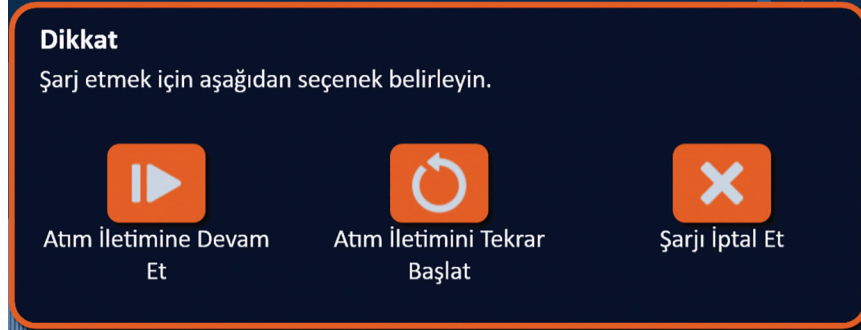 Dikkat
Şarj etmek için aşağıdan seçenek belirleyin.
Atım İletimine Devam
Et
Atım İletimini Tekrar
Başlat
Şarjı İptal Et